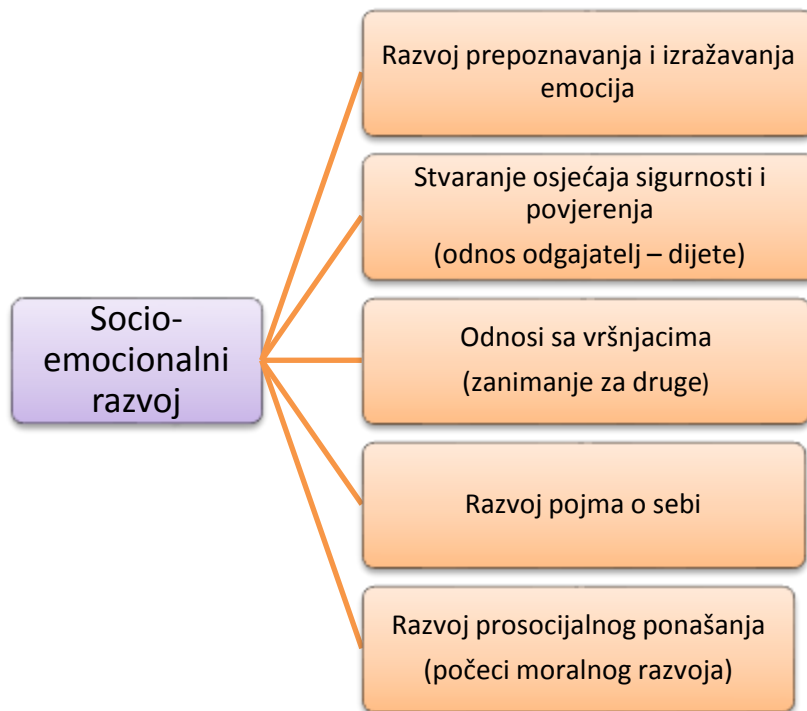 Razvoj prepoznavanja i izražavanja
emocija
Stvaranje osjećaja sigurnosti i
povjerenja
(odnos odgajatelj – dijete)
Socio-
emocionalni
razvoj
Odnosi sa vršnjacima
(zanimanje za druge)
Razvoj pojma o sebi
Razvoj prosocijalnog ponašanja
(počeci moralnog razvoja)